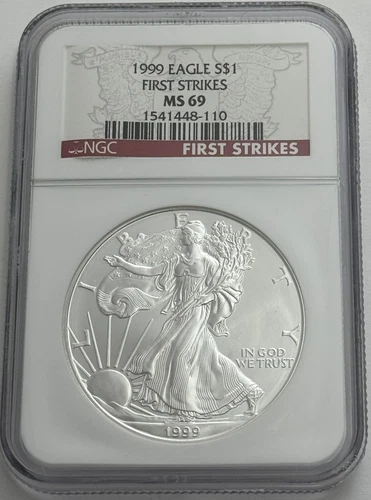 1999 EAGLE S$1
FIRST STRIKES
MS 69
1541448-110
NGC FIRST STRIKES
LIBERTY
IN GOD
WE TRUST
1999